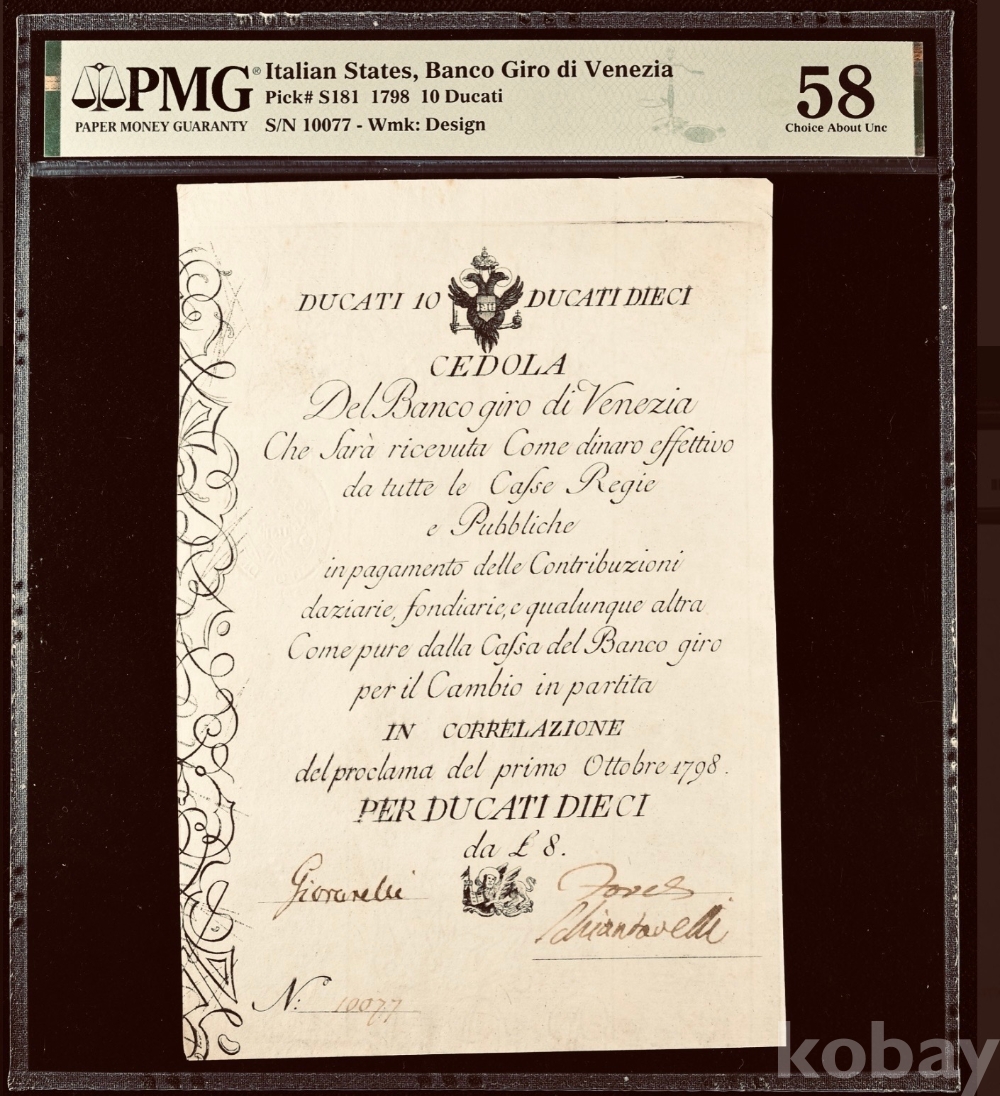 PMG® Italian States, Banco Giro di Venezia 58
PAPER MONEY GUARANTY Pick# S181 1798 10 Ducati Choice About Unc
S/N 10077 - Wmk: Design
DUCATI 10 DUCATI DIECI
CEDOLA
Del Banco giro di Venezia
Che Sarà ricevuta Come dinaro effettivo
da tutte le Caſse Regie
e Pubbliche
in pagamento delle Contribuzioni
daziarie, fondiarie, e qualunque altra
Come pure dalla Caſsa del Banco giro
per il Cambio in partita
IN CORRELAZIONE
del proclama del primo Ottobre 1798.
PER DUCATI DIECI
da £ 8.
N: 10077
kobay